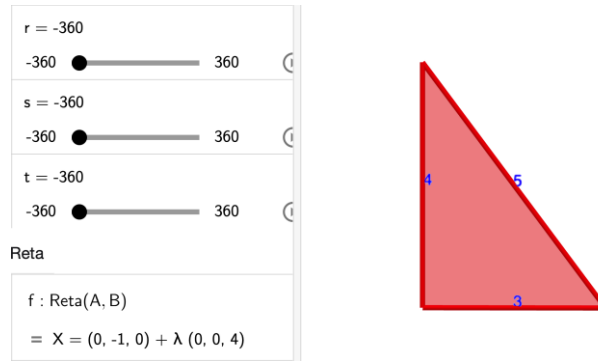 r = -360
-360 360
s = -360
-360 360
t = -360
-360 360
Reta
f : Reta(A, B)
= X = (0, -1, 0) + λ (0, 0, 4)
4
5
3